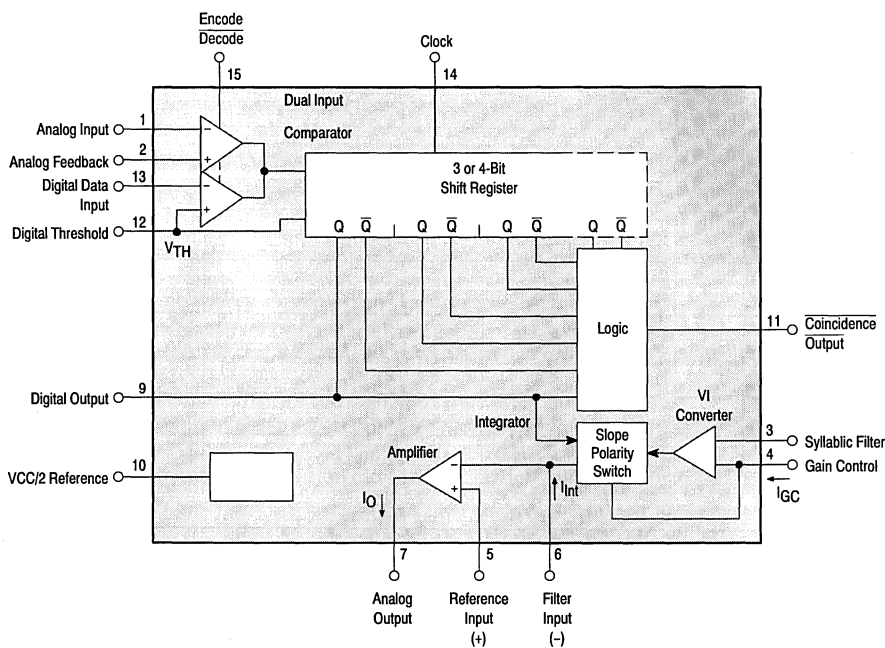 Encode
Decode
15
Clock
14
Dual Input
Comparator
Analog Input 1
Analog Feedback 2
Digital Data 13
Input
Digital Threshold 12
VTH
3 or 4-Bit
Shift Register
Q Q̅ Q Q̅ Q Q̅ Q Q̅
Logic
11 Coincidence
Output
Digital Output 9
Integrator
Slope
Polarity
Switch
VI
Converter
3 Syllabic Filter
4 Gain Control
IGC
VCC/2 Reference 10
Amplifier
− +
IO
IInt
7
5
6
Analog
Output
Reference
Input
(+)
Filter
Input
(−)